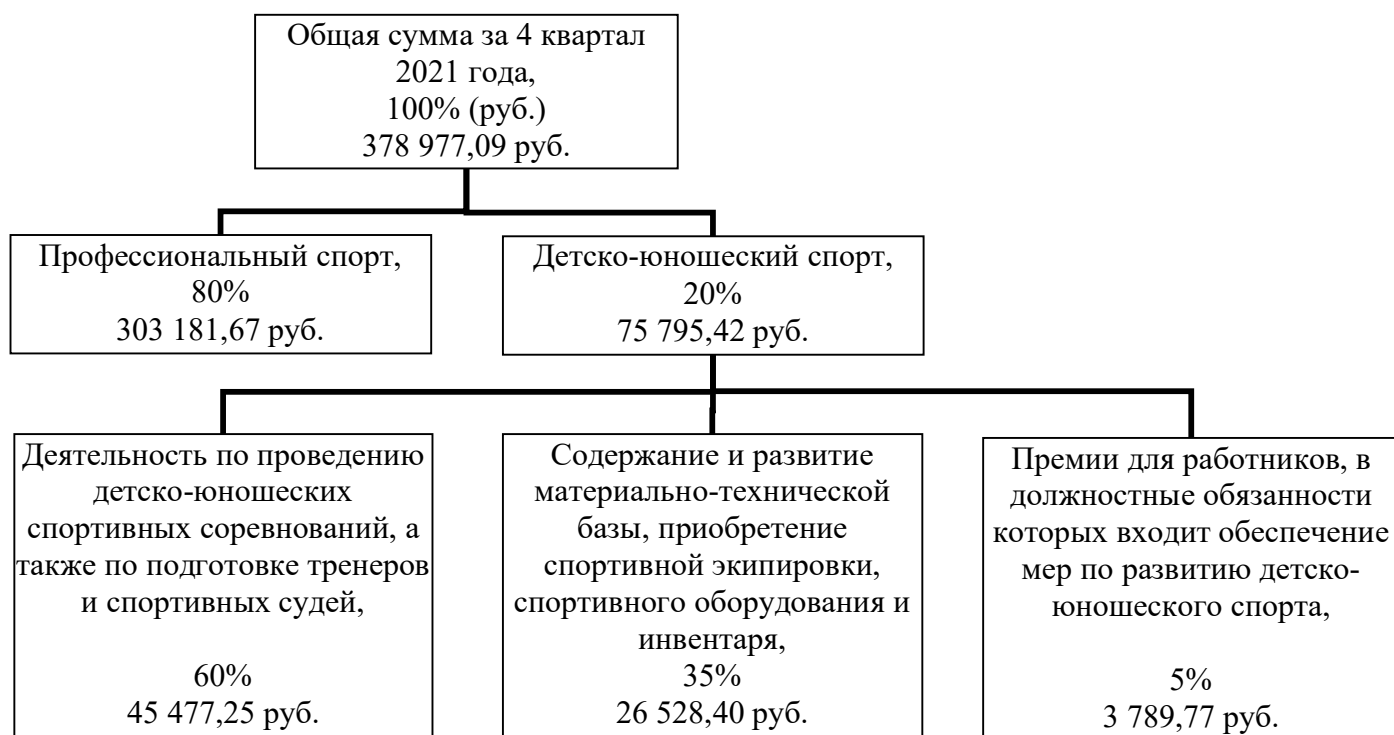 Общая сумма за 4 квартал
2021 года,
100% (руб.)
378 977,09 руб.
Профессиональный спорт,
80%
303 181,67 руб.
Детско-юношеский спорт,
20%
75 795,42 руб.
Деятельность по проведению
детско-юношеских
спортивных соревнований, а
также по подготовке тренеров
и спортивных судей,
60%
45 477,25 руб.
Содержание и развитие
материально-технической
базы, приобретение
спортивной экипировки,
спортивного оборудования и
инвентаря,
35%
26 528,40 руб.
Премии для работников, в
должностные обязанности
которых входит обеспечение
мер по развитию детско-
юношеского спорта,
5%
3 789,77 руб.